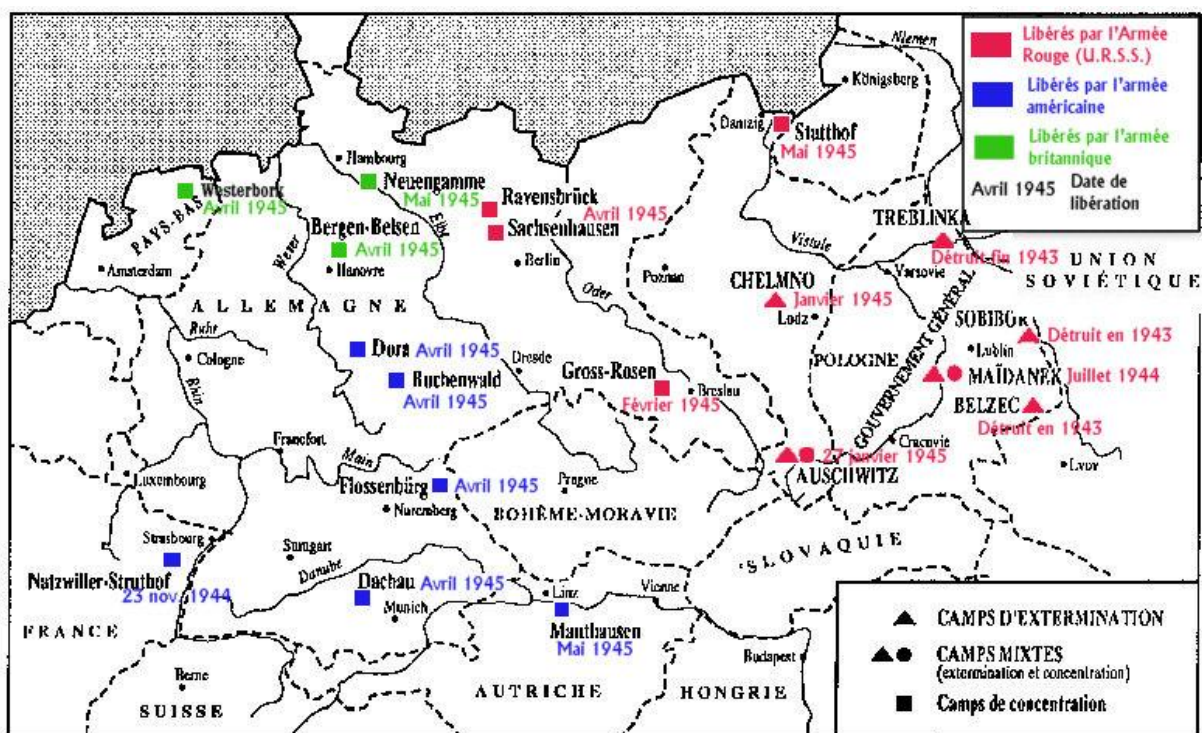 Libérés par l'Armée
Rouge (U.R.S.S.)
Libérés par l'armée
américaine
Libérés par l'armée
britannique
Avril 1945
Date de
libération
Niemen
Königsberg
Dantzig
Stutthof
Mai 1945
Hambourg
Neuengamme
Mai 1945
Westerbork
Avril 1945
PAYS-BAS
Amsterdam
Ravensbrück
Avril 1945
Sachsenhausen
Elbe
Bergen-Belsen
Avril 1945
Weser
Hanovre
Berlin
TREBLINKA
Détruit fin 1943
UNION
SOVIÉTIQUE
Vistule
Varsovie
Poznan
CHELMNO
Janvier 1945
Lodz
Oder
ALLEMAGNE
Ruhr
Cologne
Rhin
Dora Avril 1945
Buchenwald
Avril 1945
Dresde
Gross-Rosen
Février 1945
Breslau
POLOGNE
GOUVERNEMENT GÉNÉRAL
SOBIBOR
Détruit en 1943
Lublin
MAÏDANEK Juillet 1944
BELZEC
Détruit en 1943
Cracovie
Lvov
27 janvier 1945
AUSCHWITZ
Francfort
Main
Luxembourg
Flossenbürg
Avril 1945
Nuremberg
Prague
BOHÊME-MORAVIE
SLOVAQUIE
Strasbourg
Natzwiller-Struthof
23 nov. 1944
Danube
Dachau Avril 1945
Munich
Linz
Vienne
Mauthausen
Mai 1945
FRANCE
Berne
SUISSE
AUTRICHE
HONGRIE
Budapest
CAMPS D'EXTERMINATION
CAMPS MIXTES
(extermination et concentration)
Camps de concentration